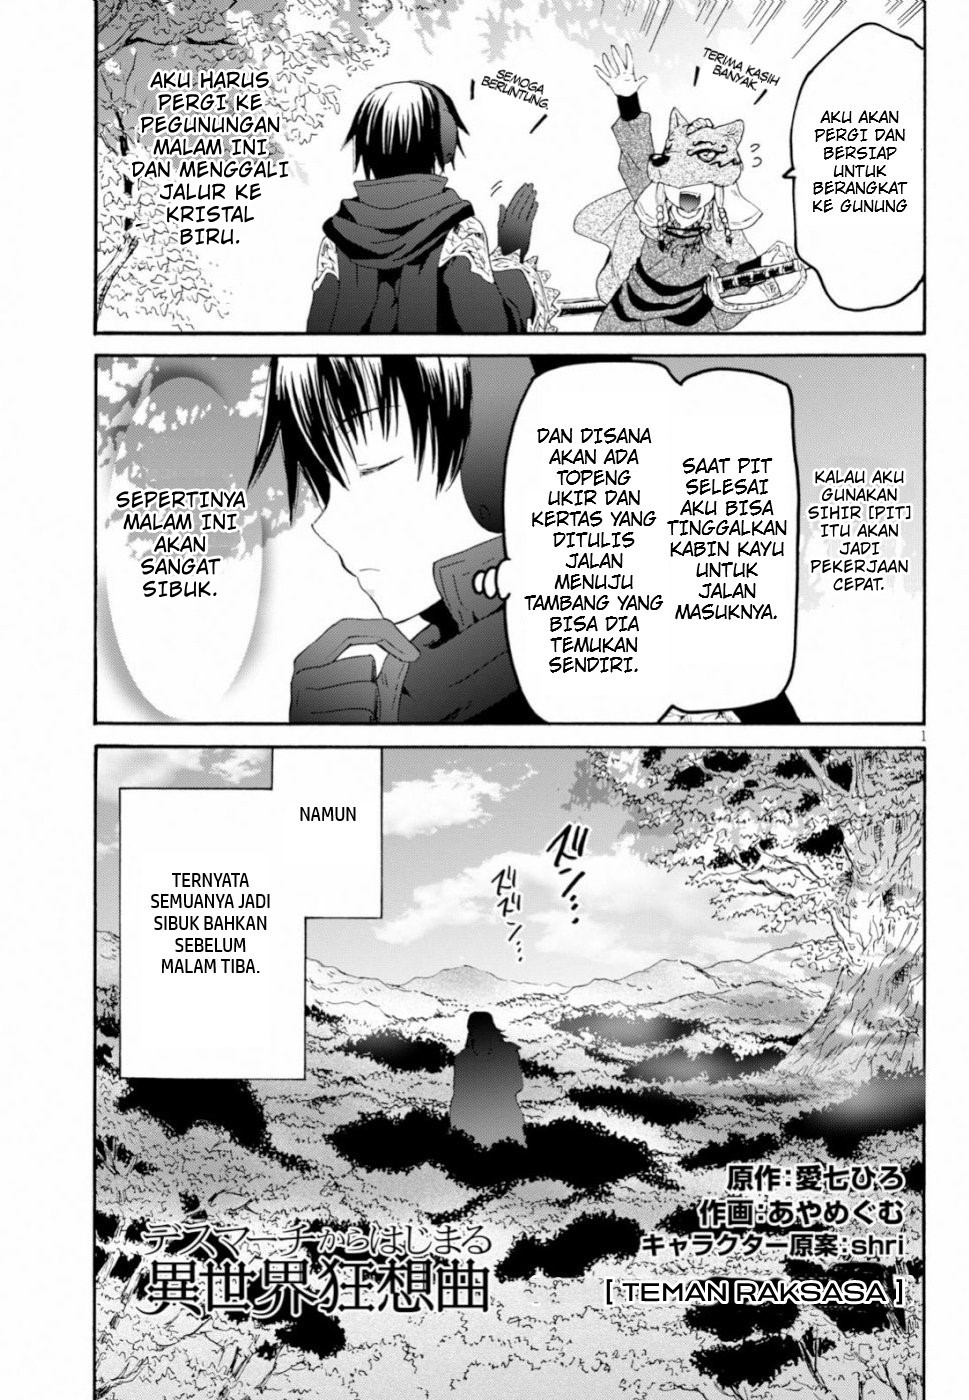 AKU AKAN
PERGI DAN
BERSIAP
UNTUK
BERANGKAT
KE GUNUNG
TERIMA KASIH
BANYAK.
SEMOGA
BERUNTUNG.
AKU HARUS
PERGI KE
PEGUNUNGAN
MALAM INI
DAN MENGGALI
JALUR KE
KRISTAL
BIRU.
KALAU AKU
GUNAKAN
SIHIR [PIT]
ITU AKAN
JADI
PEKERJAAN
CEPAT.
SAAT PIT
SELESAI
AKU BISA
TINGGALKAN
KABIN KAYU
UNTUK
JALAN
MASUKNYA.
DAN DISANA
AKAN ADA
TOPENG
UKIR DAN
KERTAS YANG
DITULIS
JALAN
MENUJU
TAMBANG YANG
BISA DIA
TEMUKAN
SENDIRI.
SEPERTINYA
MALAM INI
AKAN
SANGAT
SIBUK.
1
NAMUN
TERNYATA
SEMUANYA JADI
SIBUK BAHKAN
SEBELUM
MALAM TIBA.
ズンッ…
ズンッ…
原作:愛七ひろ
作画:あやめぐむ
キャラクター原案:shri
[ TEMAN RAKSASA ]
デスマーチからはじまる
異世界狂想曲